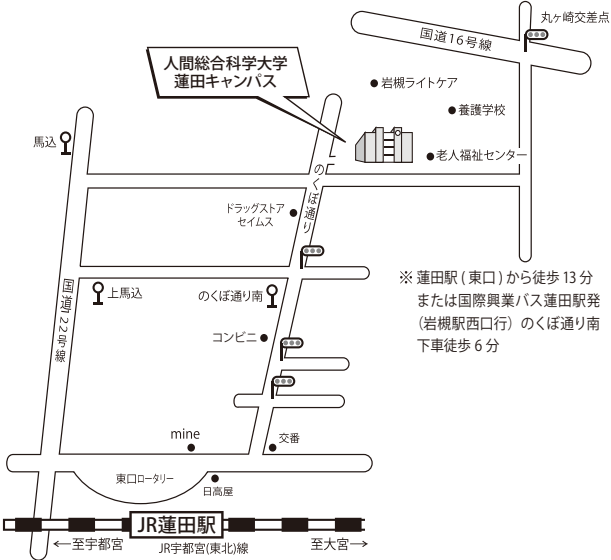 丸ヶ崎交差点
国道16号線
人間総合科学大学
蓮田キャンパス
岩槻ライトケア
養護学校
馬込
老人福祉センター
のくぼ通り
ドラッグストア
セイムス
※ 蓮田駅(東口)から徒歩13分
または国際興業バス蓮田駅発
(岩槻駅西口行) のくぼ通り南
下車徒歩6分
国道122号線
上馬込
のくぼ通り南
コンビニ
mine
交番
東口ロータリー
日高屋
JR蓮田駅
←至宇都宮
JR宇都宮(東北)線
至大宮→